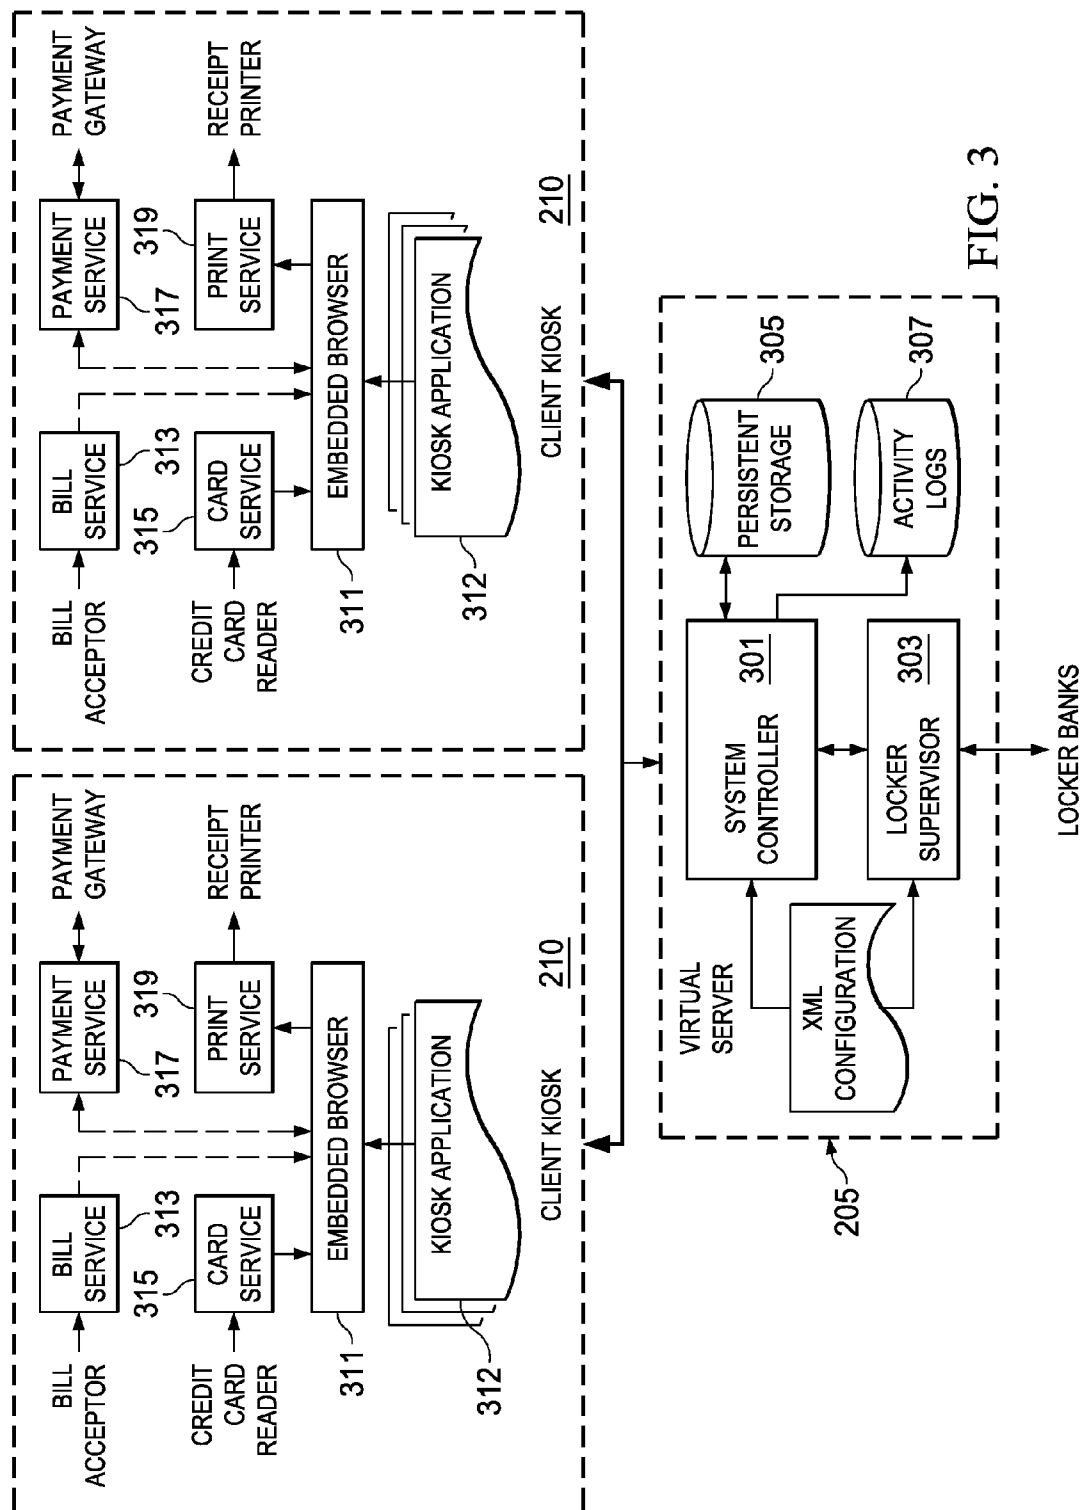 BILL
ACCEPTOR
BILL
SERVICE
313
PAYMENT
SERVICE
317
PAYMENT
GATEWAY
CREDIT
CARD
READER
315
CARD
SERVICE
319
PRINT
SERVICE
RECEIPT
PRINTER
311
EMBEDDED BROWSER
312
KIOSK APPLICATION
CLIENT KIOSK
210
BILL
ACCEPTOR
BILL
SERVICE
313
PAYMENT
SERVICE
317
PAYMENT
GATEWAY
CREDIT
CARD
READER
315
CARD
SERVICE
319
PRINT
SERVICE
RECEIPT
PRINTER
311
EMBEDDED BROWSER
312
KIOSK APPLICATION
CLIENT KIOSK
210
205
VIRTUAL
SERVER
XML
CONFIGURATION
SYSTEM
CONTROLLER
301
LOCKER
SUPERVISOR
303
PERSISTENT
STORAGE
305
ACTIVITY
LOGS
307
LOCKER BANKS
FIG. 3